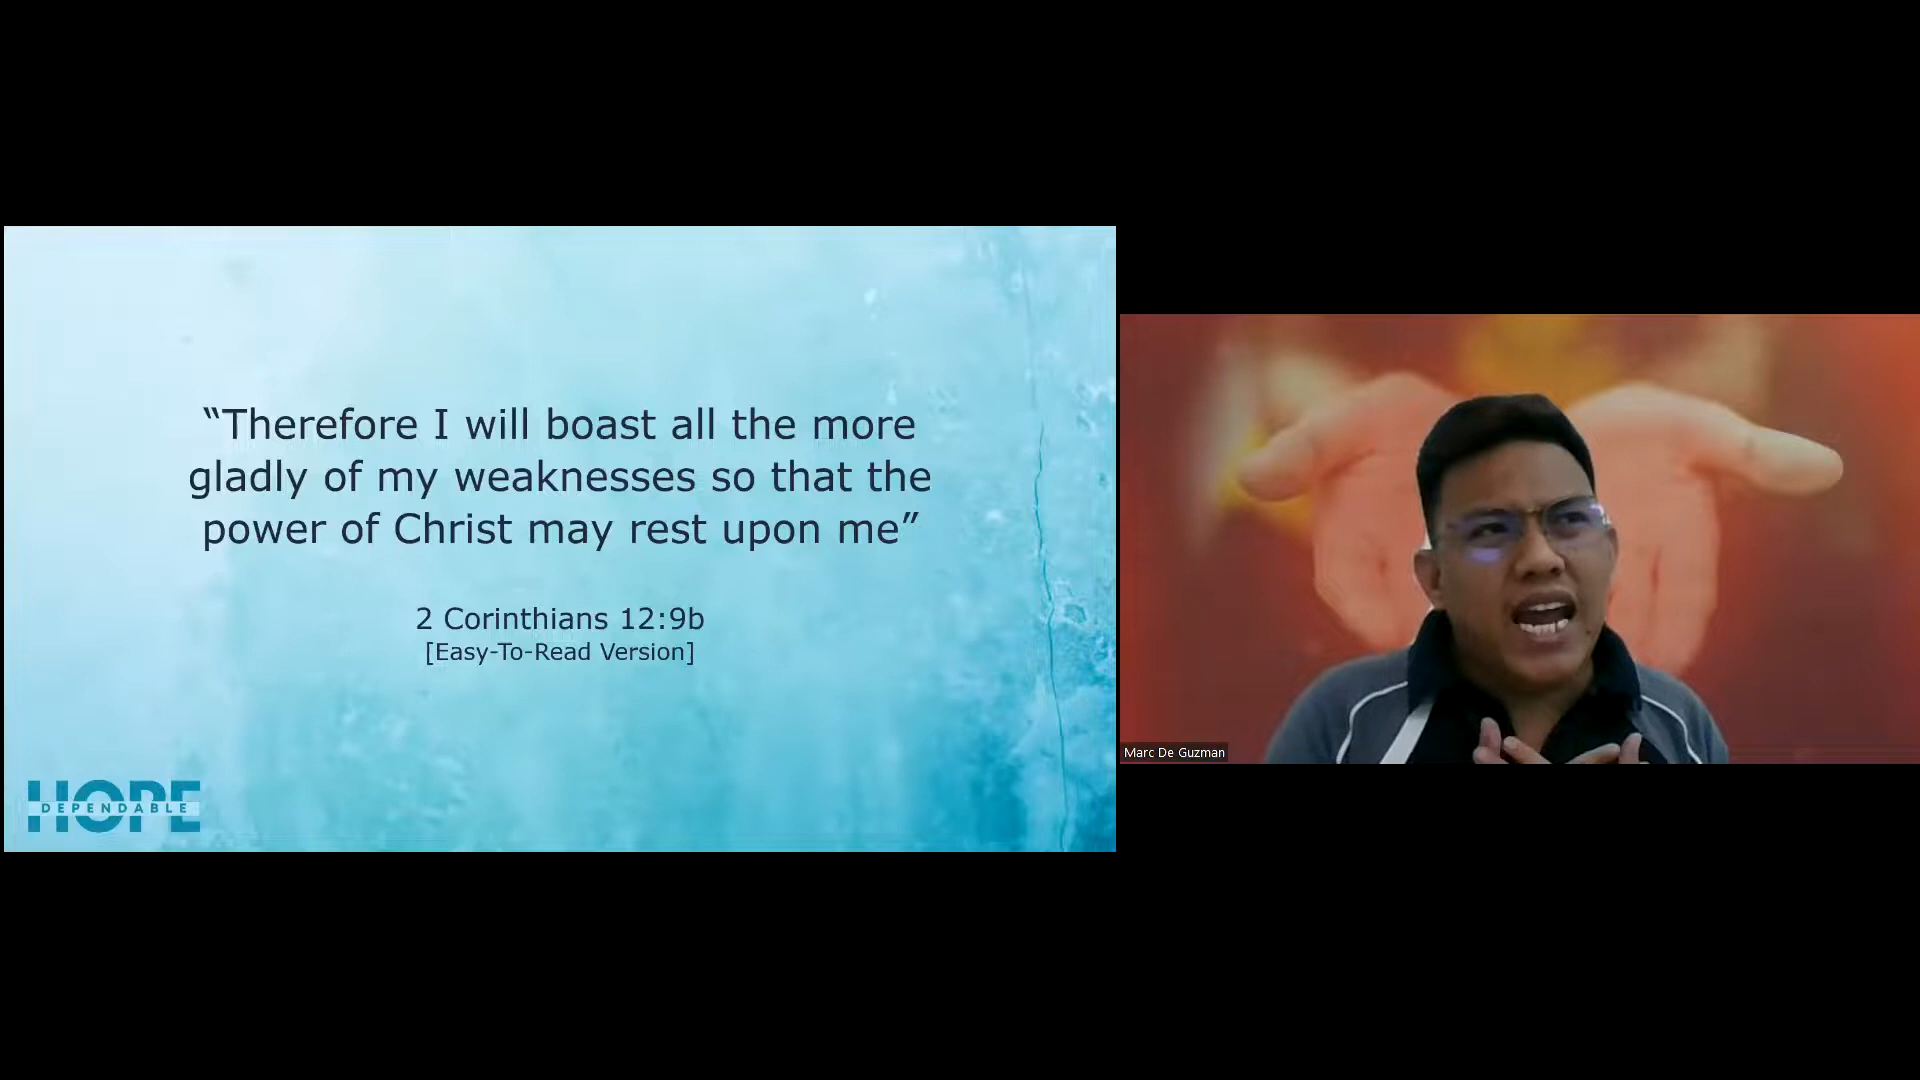 “Therefore I will boast all the more
gladly of my weaknesses so that the
power of Christ may rest upon me”
2 Corinthians 12:9b
[Easy-To-Read Version]
HOPE
DEPENDABLE
Marc De Guzman